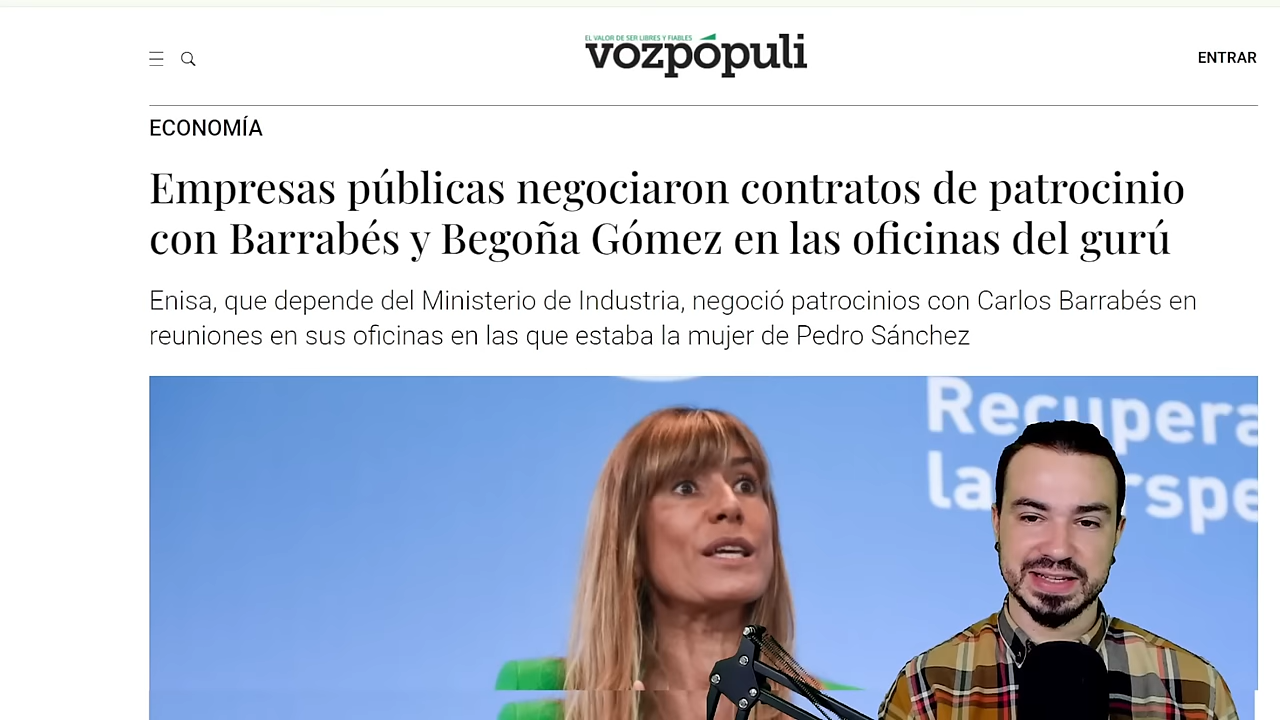 EL VALOR DE SER LIBRES Y FIABLES
vozpópuli
ENTRAR
ECONOMÍA
Empresas públicas negociaron contratos de patrocinio
con Barrabés y Begoña Gómez en las oficinas del gurú
Enisa, que depende del Ministerio de Industria, negoció patrocinios con Carlos Barrabés en
reuniones en sus oficinas en las que estaba la mujer de Pedro Sánchez
Recupera
la
rspe